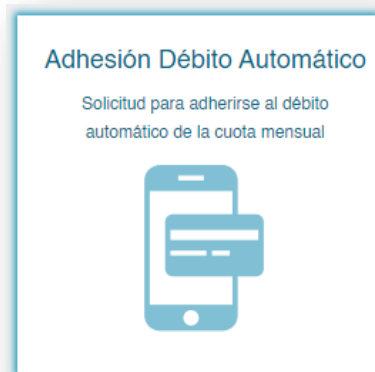 Adhesión Débito Automático
Solicitud para adherirse al débito
automático de la cuota mensual